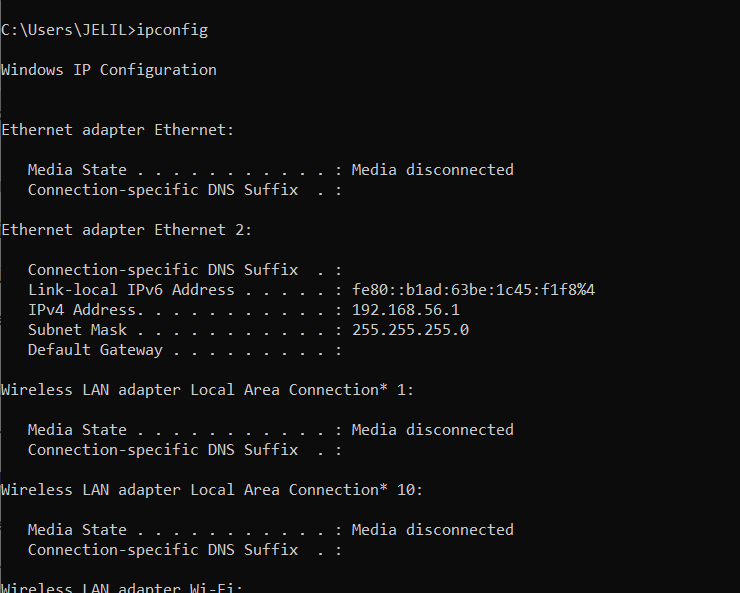 C:\Users\JELIL>ipconfig
Windows IP Configuration
Ethernet adapter Ethernet:
Media State . . . . . . . . . . . : Media disconnected
Connection-specific DNS Suffix  . :
Ethernet adapter Ethernet 2:
Connection-specific DNS Suffix  . :
Link-local IPv6 Address . . . . . : fe80::b1ad:63be:1c45:f1f8%4
IPv4 Address. . . . . . . . . . . : 192.168.56.1
Subnet Mask . . . . . . . . . . . : 255.255.255.0
Default Gateway . . . . . . . . . :
Wireless LAN adapter Local Area Connection* 1:
Media State . . . . . . . . . . . : Media disconnected
Connection-specific DNS Suffix  . :
Wireless LAN adapter Local Area Connection* 10:
Media State . . . . . . . . . . . : Media disconnected
Connection-specific DNS Suffix  . :
Wireless LAN adapter Wi-Fi: